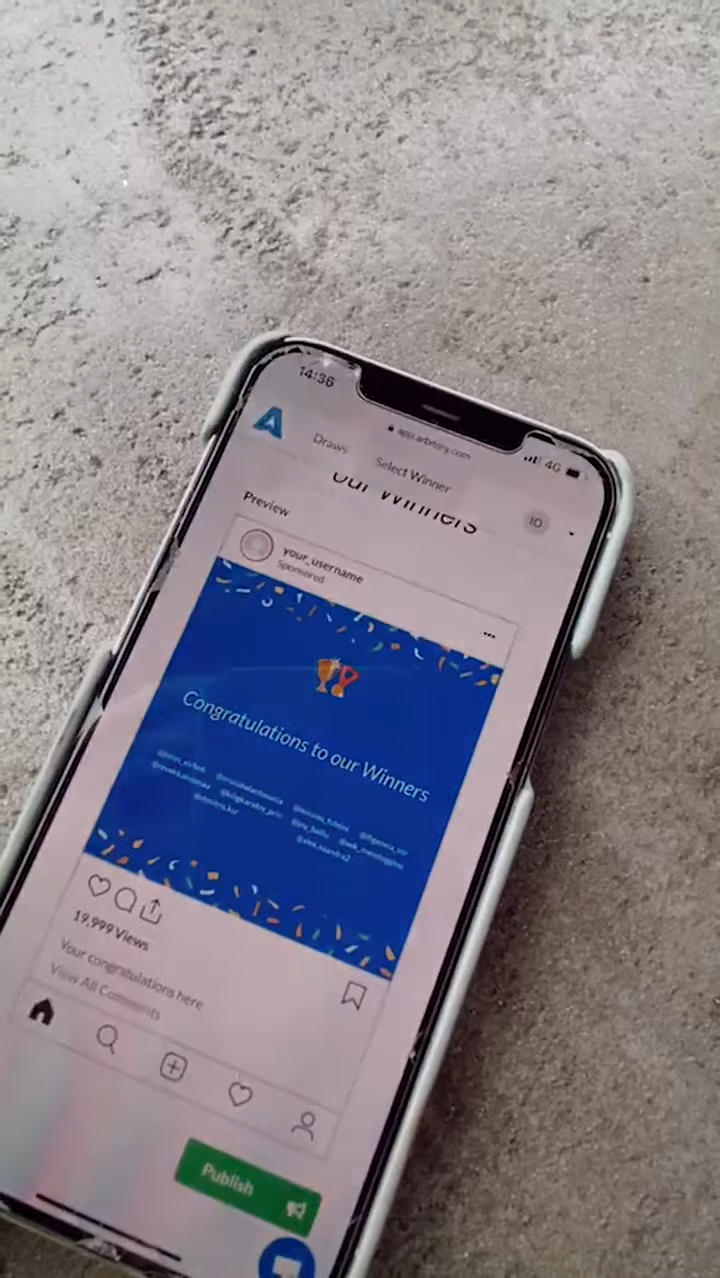 14:36
app.arbitery.com
4G
Draws
Select Winner
Our Winners
IO
Preview
your_username
Sponsored
Congratulations to our Winners
19,999 Views
Your congratulations here
View All Comments
Publish